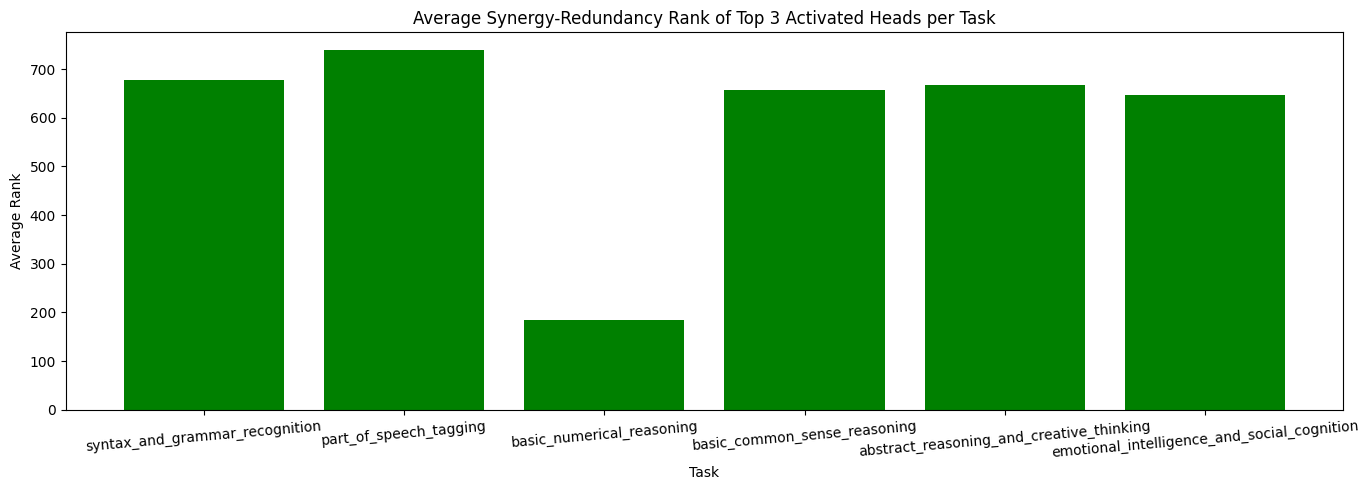 Average Synergy-Redundancy Rank of Top 3 Activated Heads per Task
Average Rank
700
600
500
400
300
200
100
0
syntax_and_grammar_recognition
part_of_speech_tagging
basic_numerical_reasoning
basic_common_sense_reasoning
abstract_reasoning_and_creative_thinking
emotional_intelligence_and_social_cognition
Task